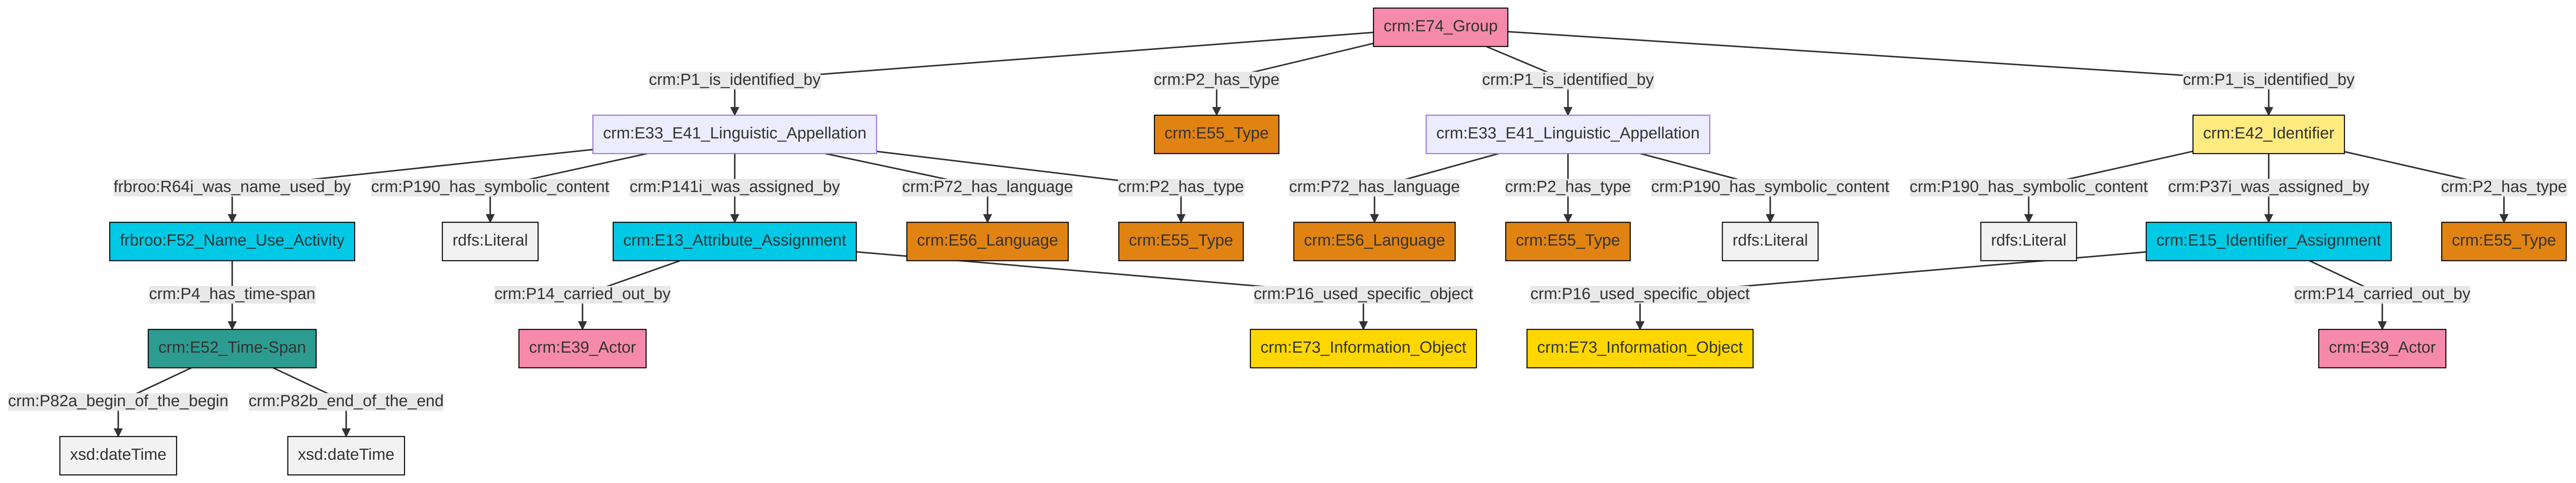 crm:E74_Group
crm:P1_is_identified_by
crm:P2_has_type
crm:P1_is_identified_by
crm:P1_is_identified_by
crm:E33_E41_Linguistic_Appellation
crm:E55_Type
crm:E33_E41_Linguistic_Appellation
crm:E42_Identifier
frbroo:R64i_was_name_used_by
crm:P190_has_symbolic_content
crm:P141i_was_assigned_by
crm:P72_has_language
crm:P2_has_type
crm:P72_has_language
crm:P2_has_type
crm:P190_has_symbolic_content
crm:P190_has_symbolic_content
crm:P37i_was_assigned_by
crm:P2_has_type
frbroo:F52_Name_Use_Activity
rdfs:Literal
crm:E13_Attribute_Assignment
crm:E56_Language
crm:E55_Type
crm:E56_Language
crm:E55_Type
rdfs:Literal
rdfs:Literal
crm:E15_Identifier_Assignment
crm:E55_Type
crm:P4_has_time-span
crm:P14_carried_out_by
crm:P16_used_specific_object
crm:P16_used_specific_object
crm:P14_carried_out_by
crm:E52_Time-Span
crm:E39_Actor
crm:E73_Information_Object
crm:E73_Information_Object
crm:E39_Actor
crm:P82a_begin_of_the_begin
crm:P82b_end_of_the_end
xsd:dateTime
xsd:dateTime